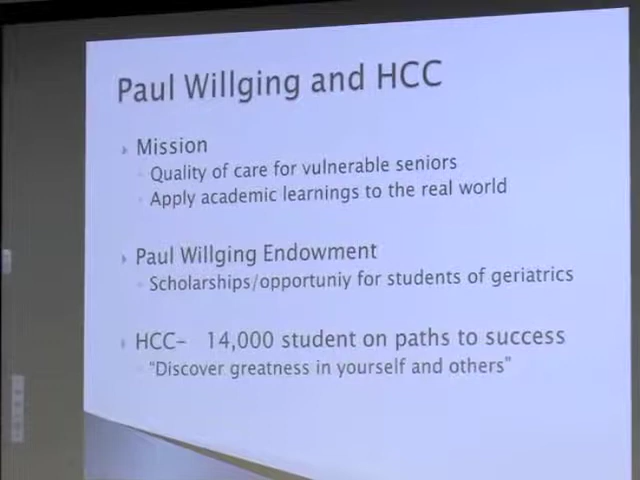 Paul Willging and HCC
Mission
Quality of care for vulnerable seniors
Apply academic learnings to the real world
Paul Willging Endowment
Scholarships/opportuniy for students of geriatrics
HCC- 14,000 student on paths to success
"Discover greatness in yourself and others"